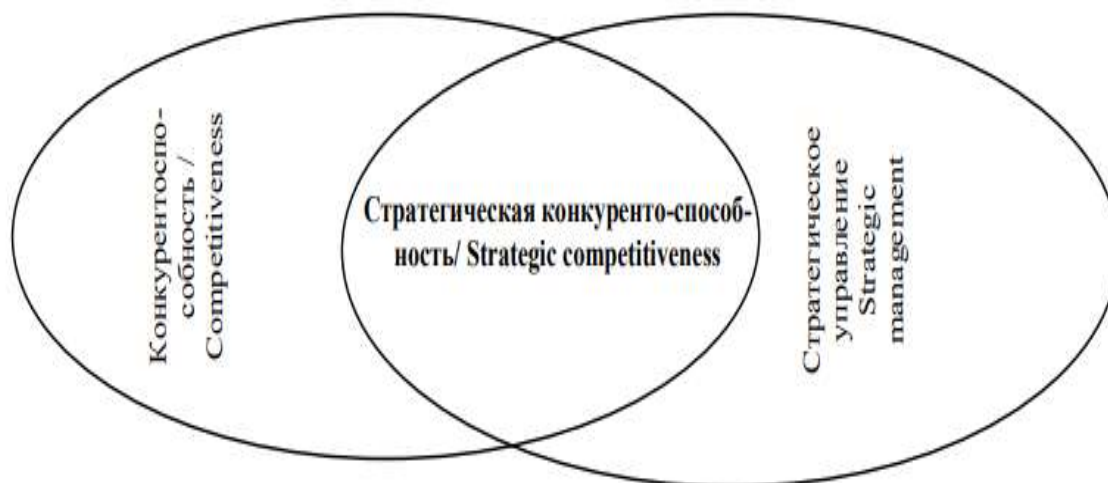 Конкурентоспо-
собность /
Competitiveness
Стратегическая конкуренто-способ-
ность/ Strategic competitiveness
Стратегическое
управление
Strategic
management